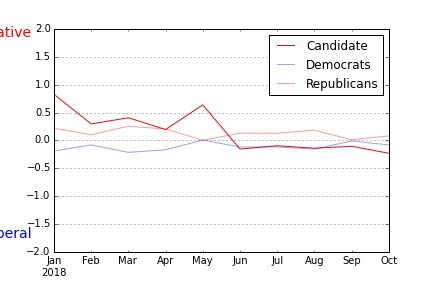 2.0
ative
1.5
1.0
0.5
0.0
−0.5
−1.0
−1.5
beral
−2.0
Candidate
Democrats
Republicans
Jan Feb Mar Apr May Jun Jul Aug Sep Oct
2018